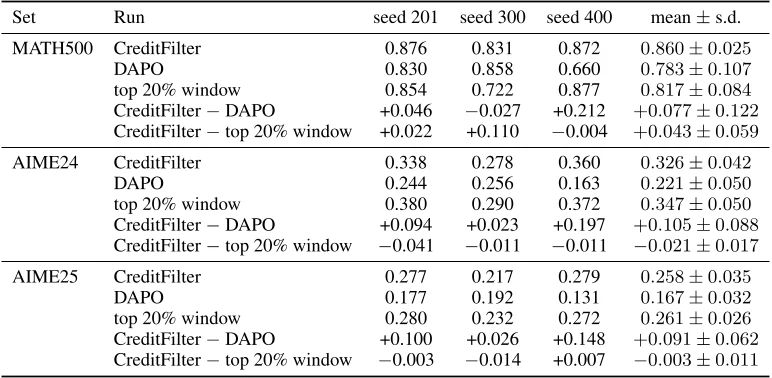 Set Run seed 201 seed 300 seed 400 mean ± s.d.
MATH500 CreditFilter 0.876 0.831 0.872 0.860 ± 0.025
DAPO 0.830 0.858 0.660 0.783 ± 0.107
top 20% window 0.854 0.722 0.877 0.817 ± 0.084
CreditFilter − DAPO +0.046 −0.027 +0.212 +0.077 ± 0.122
CreditFilter − top 20% window +0.022 +0.110 −0.004 +0.043 ± 0.059
AIME24 CreditFilter 0.338 0.278 0.360 0.326 ± 0.042
DAPO 0.244 0.256 0.163 0.221 ± 0.050
top 20% window 0.380 0.290 0.372 0.347 ± 0.050
CreditFilter − DAPO +0.094 +0.023 +0.197 +0.105 ± 0.088
CreditFilter − top 20% window −0.041 −0.011 −0.011 −0.021 ± 0.017
AIME25 CreditFilter 0.277 0.217 0.279 0.258 ± 0.035
DAPO 0.177 0.192 0.131 0.167 ± 0.032
top 20% window 0.280 0.232 0.272 0.261 ± 0.026
CreditFilter − DAPO +0.100 +0.026 +0.148 +0.091 ± 0.062
CreditFilter − top 20% window −0.003 −0.014 +0.007 −0.003 ± 0.011